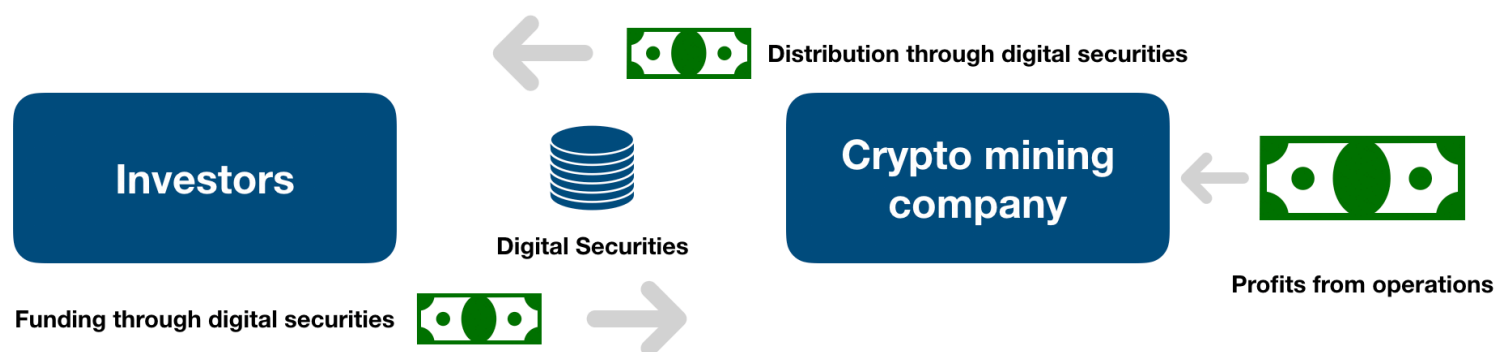 Distribution through digital securities
Investors
Crypto mining
company
Digital Securities
Profits from operations
Funding through digital securities